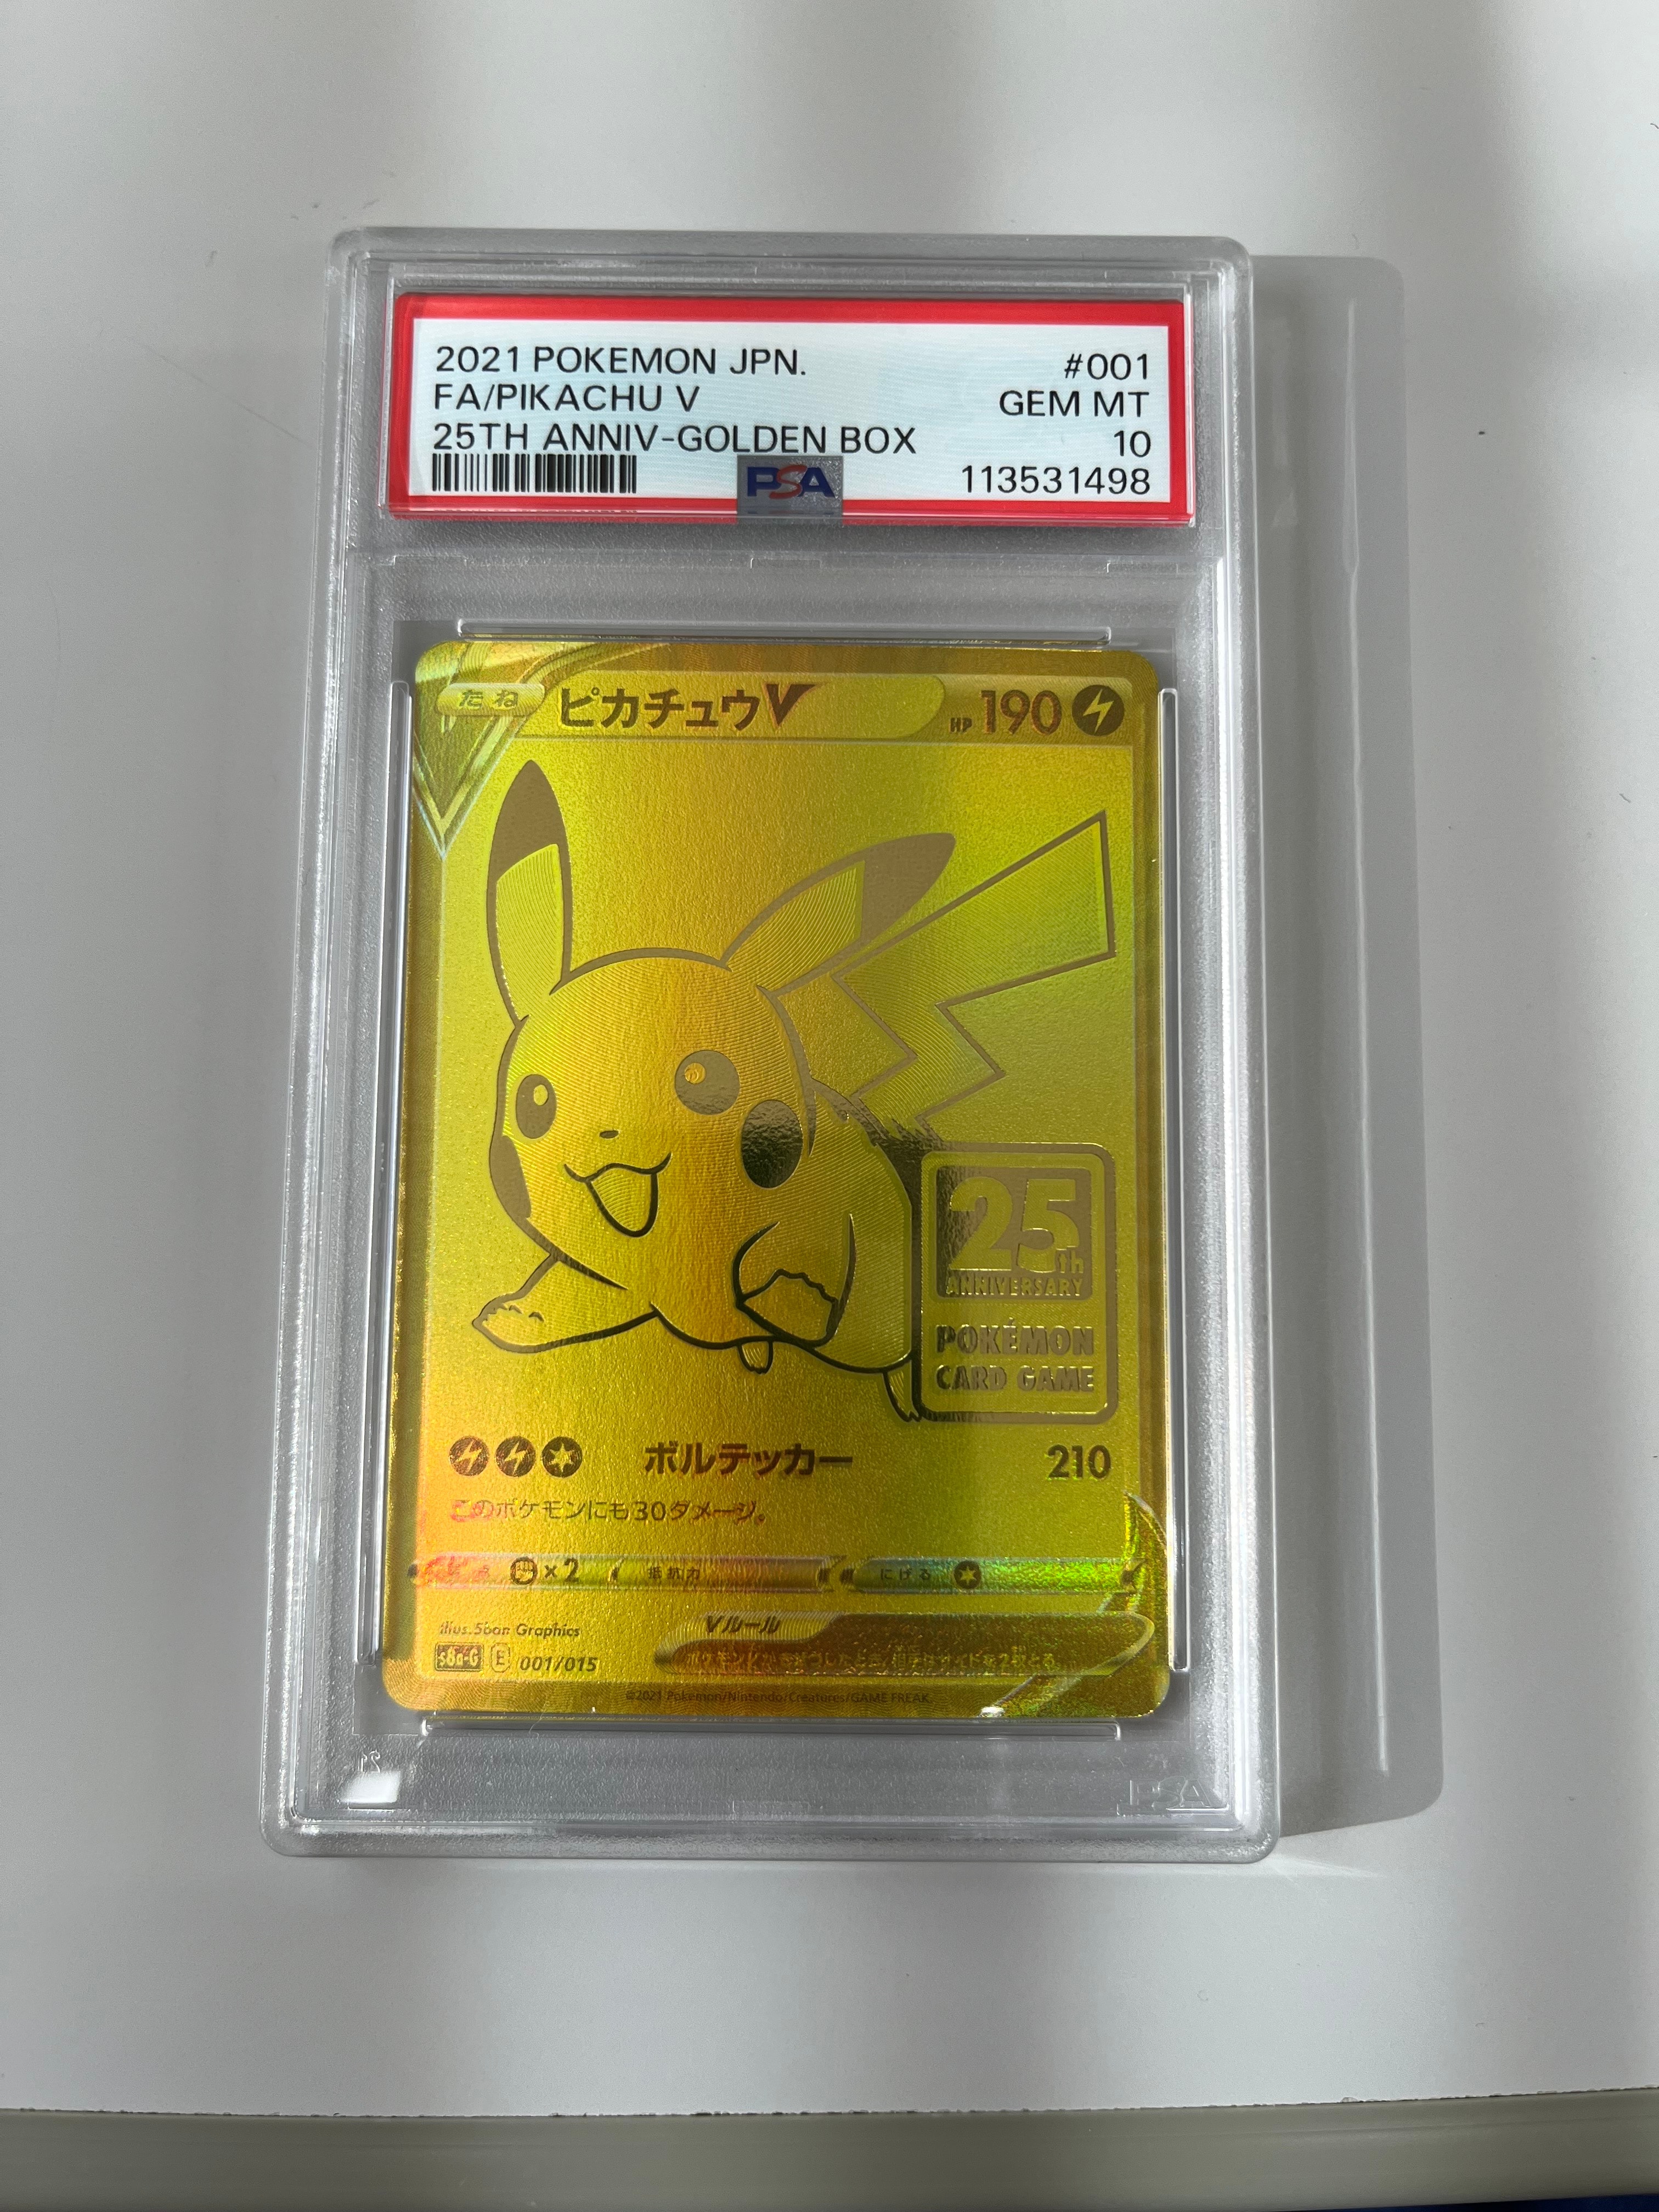 2021 POKEMON JPN. #001
FA/PIKACHU V GEM MT
25TH ANNIV-GOLDEN BOX 10
PSA 113531498
たね ピカチュウV HP 190
25th
ANNIVERSARY
POKÉMON
CARD GAME
ボルテッカー 210
このポケモンにも30ダメージ。
×2 抵抗力 にげる
illus. 5ban Graphics
Vルール
s8a-G E 001/015
©2021 Pokémon/Nintendo/Creatures/GAME FREAK
PSA